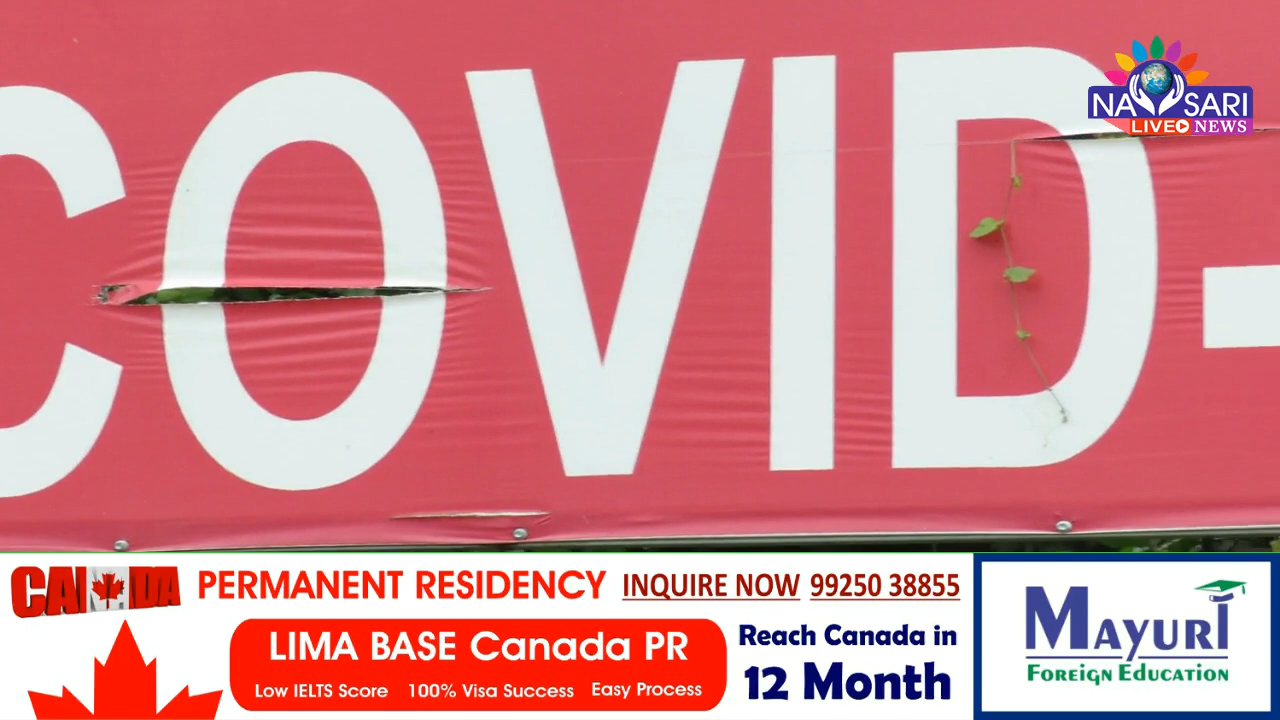 COVID-
NAVSARI
LIVE NEWS
CANADA
PERMANENT RESIDENCY
INQUIRE NOW 99250 38855
LIMA BASE Canada PR
Low IELTS Score 100% Visa Success Easy Process
Reach Canada in
12 Month
MAYURI
FOREIGN EDUCATION